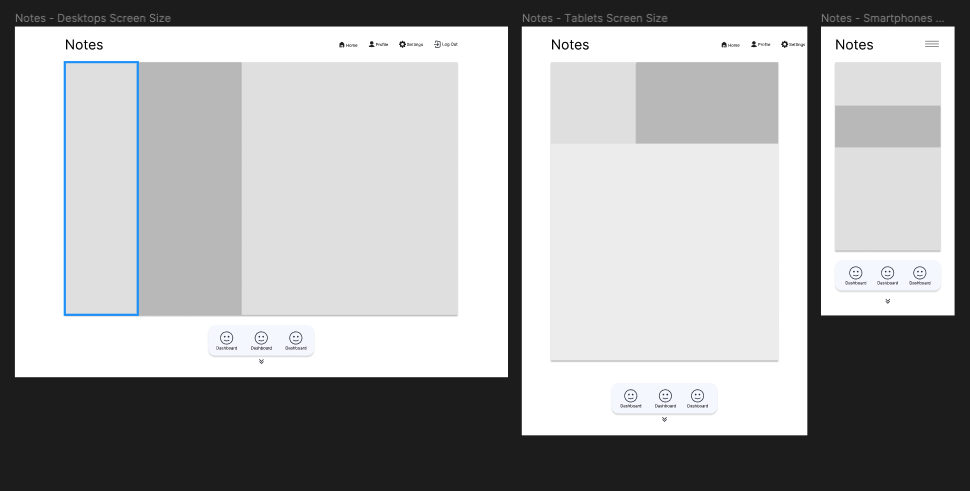 Notes - Desktops Screen Size
Notes
Home Profile Settings Log Out
Dashboard Dashboard Dashboard
Notes - Tablets Screen Size
Notes
Home Profile Settings
Dashboard Dashboard Dashboard
Notes - Smartphones ...
Notes
Dashboard Dashboard Dashboard